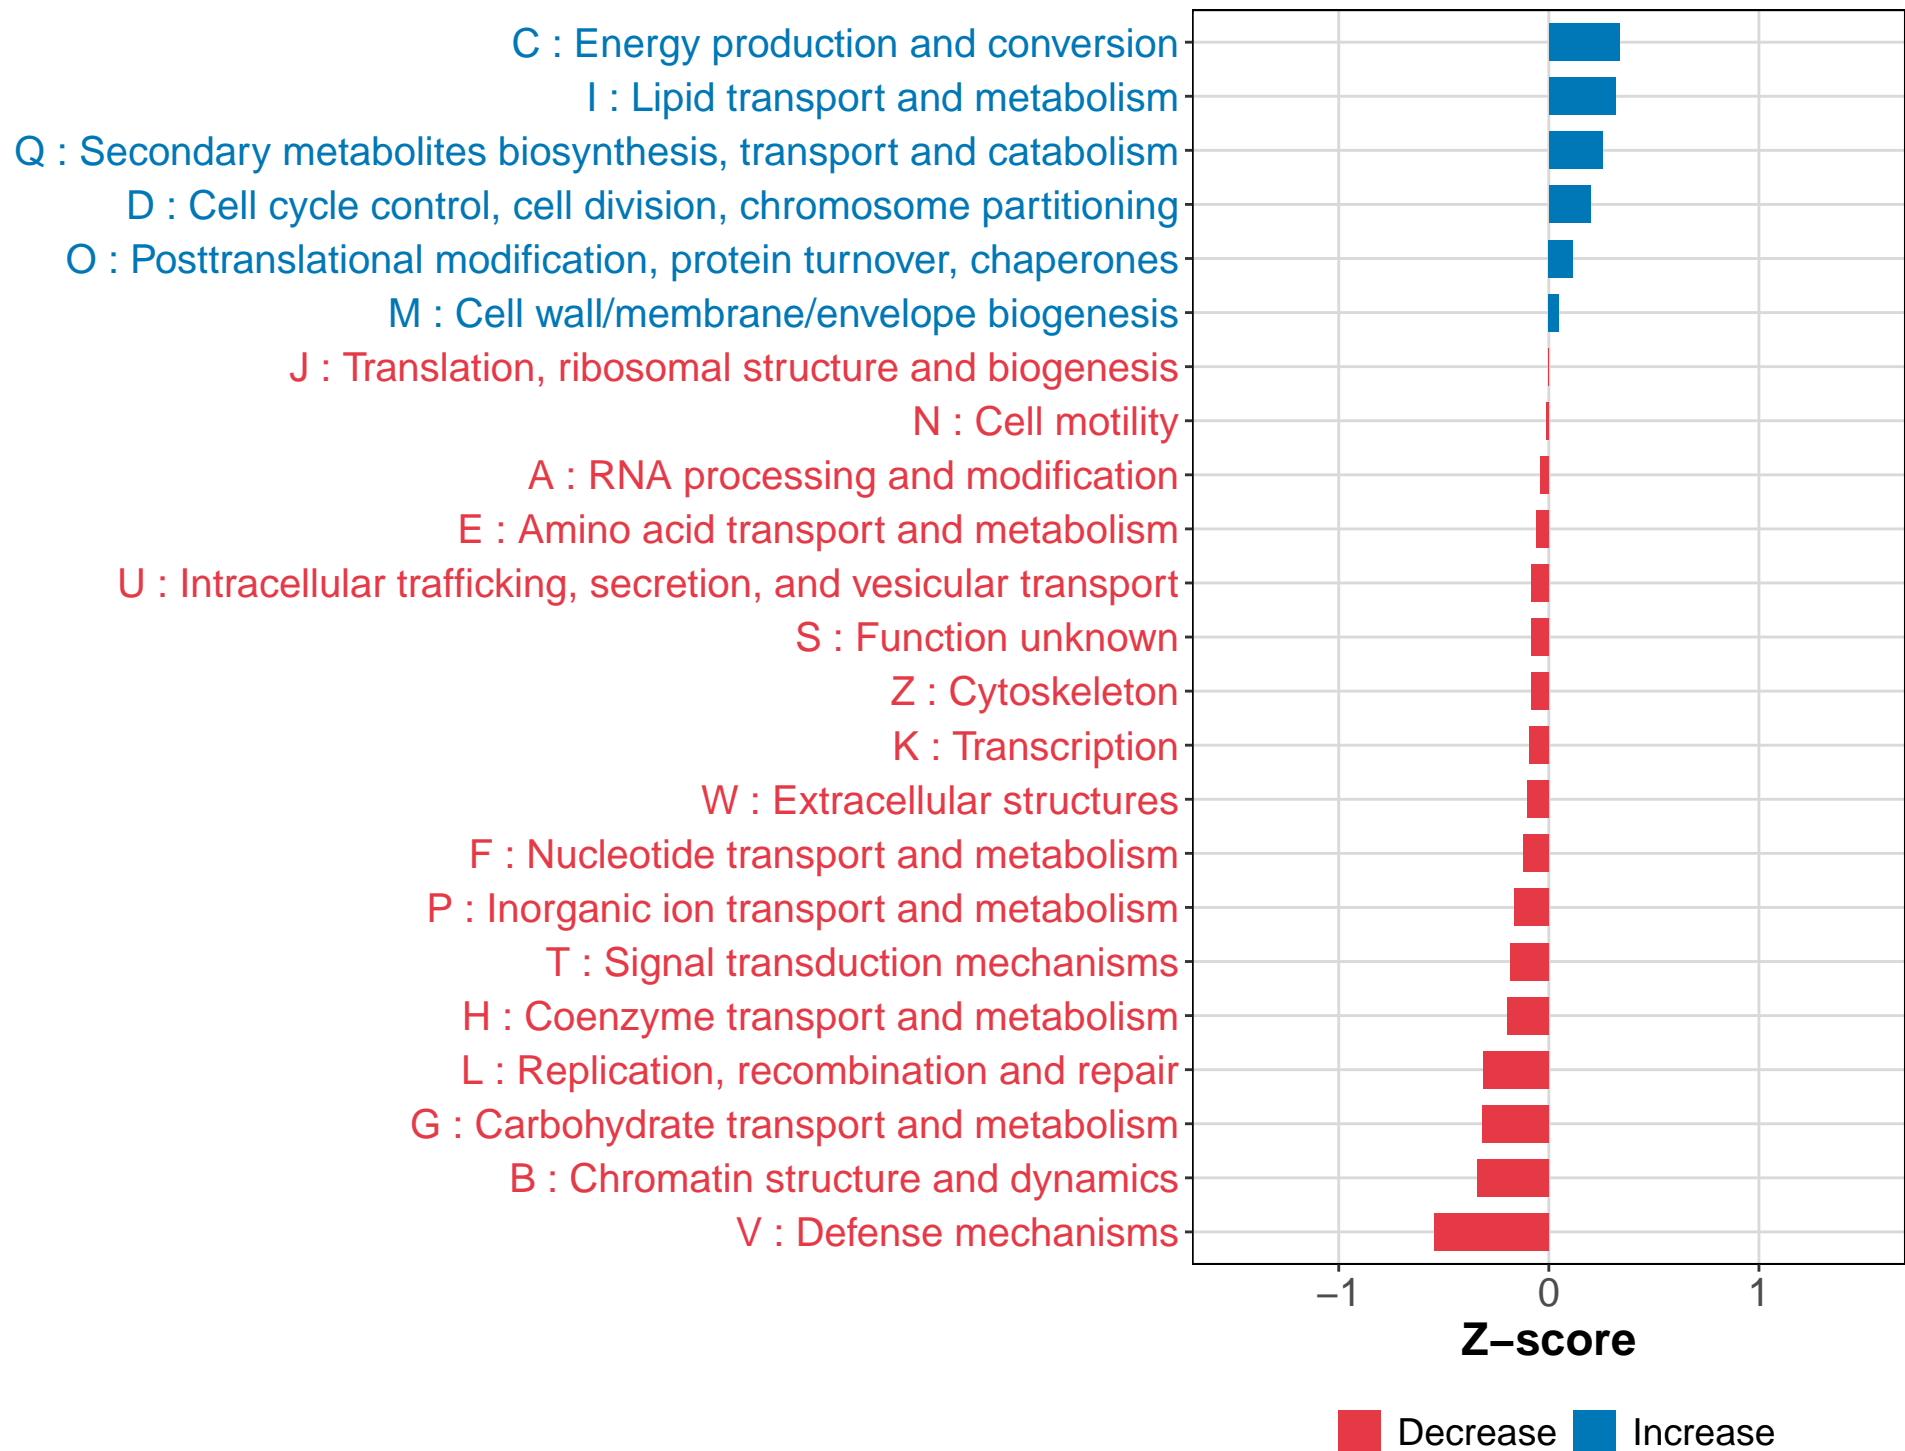 C : Energy production and conversion
I : Lipid transport and metabolism
Q : Secondary metabolites biosynthesis, transport and catabolism
D : Cell cycle control, cell division, chromosome partitioning
O : Posttranslational modification, protein turnover, chaperones
M : Cell wall/membrane/envelope biogenesis
J : Translation, ribosomal structure and biogenesis
N : Cell motility
A : RNA processing and modification
E : Amino acid transport and metabolism
U : Intracellular trafficking, secretion, and vesicular transport
S : Function unknown
Z : Cytoskeleton
K : Transcription
W : Extracellular structures
F : Nucleotide transport and metabolism
P : Inorganic ion transport and metabolism
T : Signal transduction mechanisms
H : Coenzyme transport and metabolism
L : Replication, recombination and repair
G : Carbohydrate transport and metabolism
B : Chromatin structure and dynamics
V : Defense mechanisms
−1 0 1
Z−score
Decrease Increase